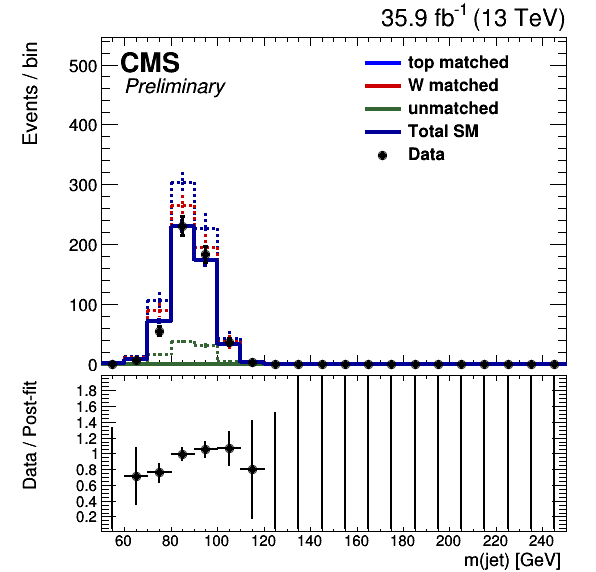 35.9 fb⁻¹ (13 TeV)
CMS
Preliminary
top matched
W matched
unmatched
Total SM
Data
Events / bin
500
400
300
200
100
0
Data / Post-fit
1.8
1.6
1.4
1.2
1
0.8
0.6
0.4
0.2
60 80 100 120 140 160 180 200 220 240
m(jet) [GeV]